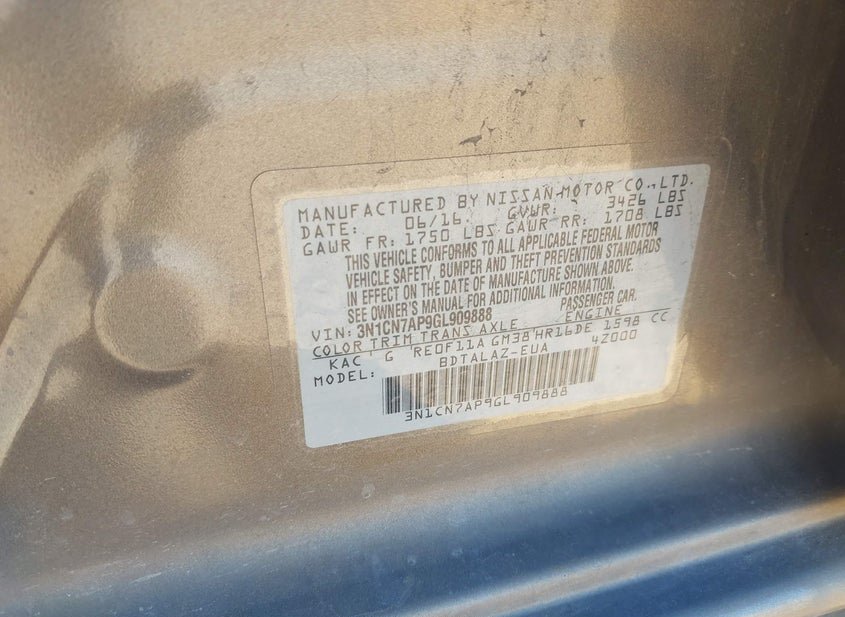 MANUFACTURED BY NISSAN MOTOR CO.,LTD.
DATE: 06/16 GVWR: 3426 LBS
GAWR FR: 1750 LBS GAWR RR: 1708 LBS
THIS VEHICLE CONFORMS TO ALL APPLICABLE FEDERAL MOTOR
VEHICLE SAFETY, BUMPER AND THEFT PREVENTION STANDARDS
IN EFFECT ON THE DATE OF MANUFACTURE SHOWN ABOVE.
SEE OWNER'S MANUAL FOR ADDITIONAL INFORMATION.
VIN: 3N1CN7AP9GL909888 PASSENGER CAR.
COLOR TRIM TRANS AXLE ENGINE
KAC G RE0F11A GM38 HR16DE 1598 CC
MODEL: BDTALAZ-EUA 42000
3N1CN7AP9GL909888